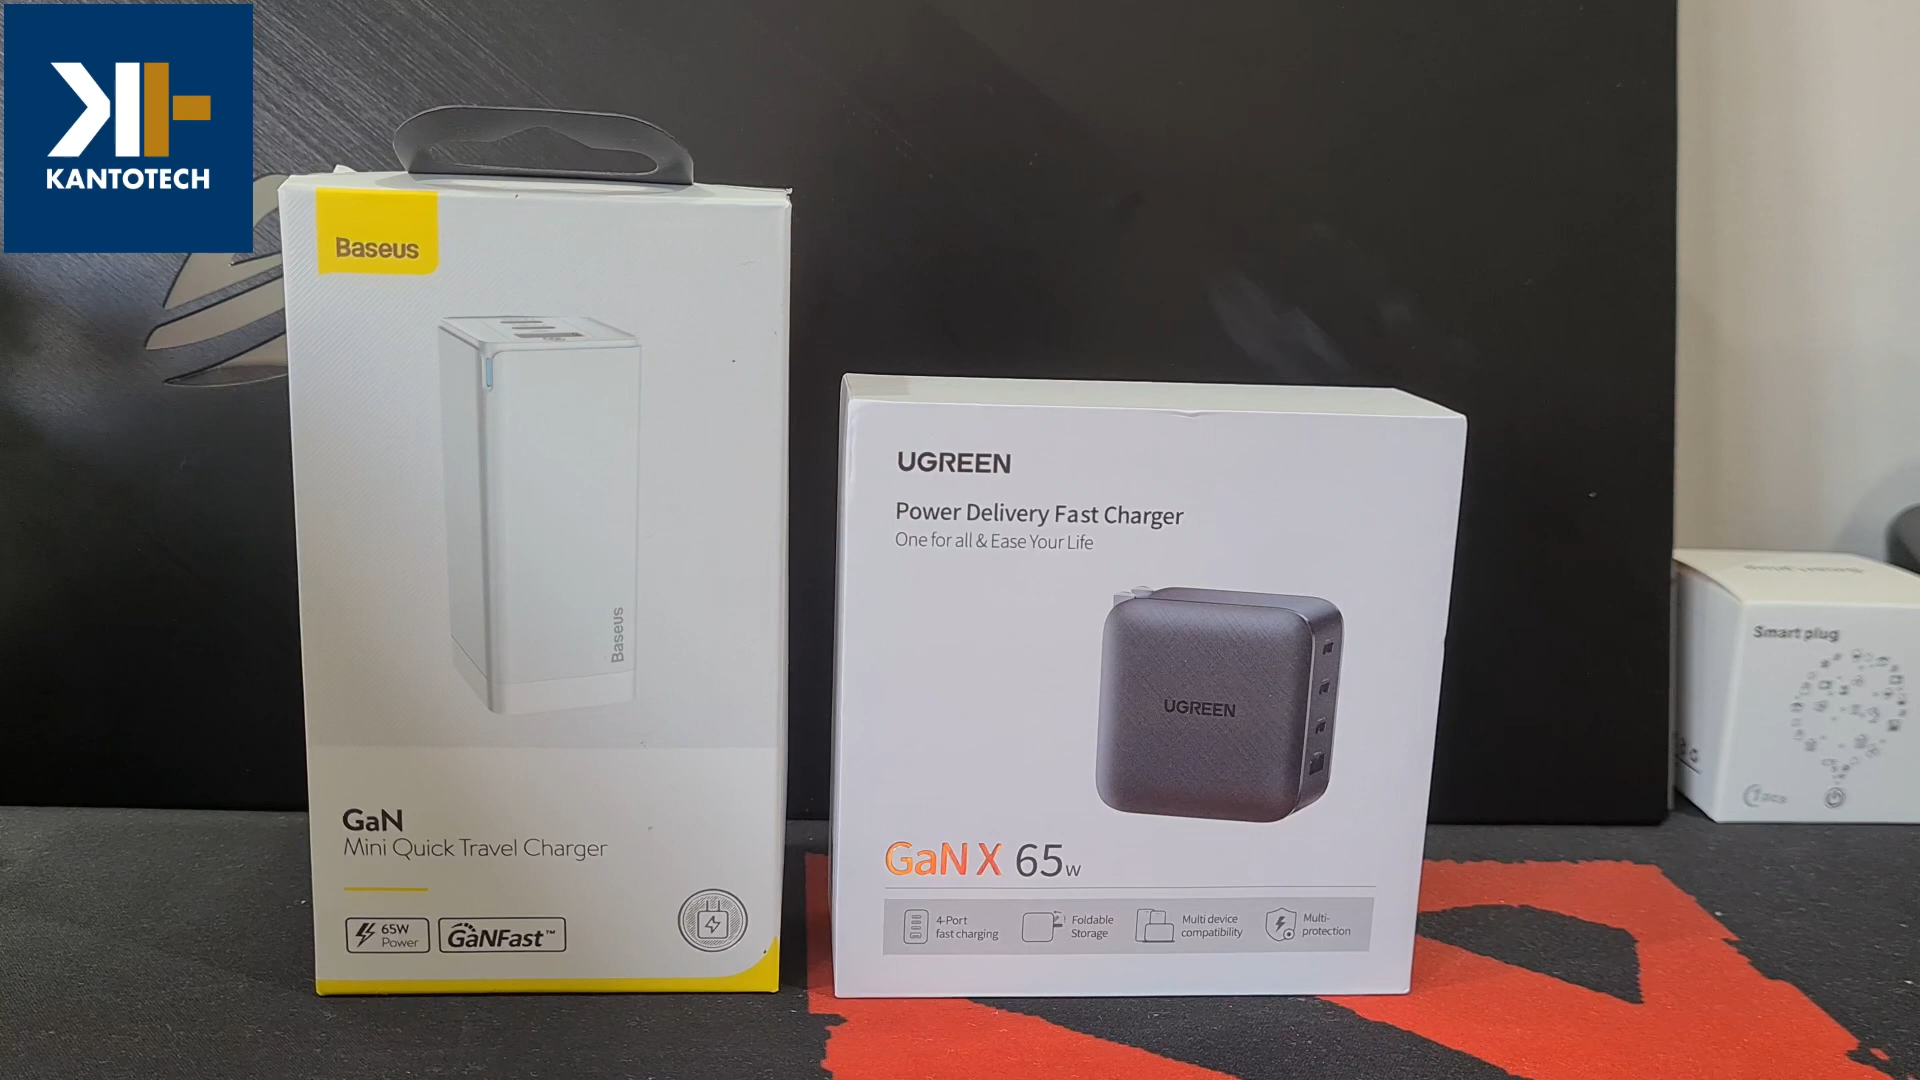 KANTOTECH
Baseus
Baseus
GaN
Mini Quick Travel Charger
65W
Power
GaNFast™
UGREEN
Power Delivery Fast Charger
One for all & Ease Your Life
UGREEN
GaN X 65W
4-Port
fast charging
Foldable
Storage
Multi device
compatibility
Multi-
protection
Smart plug
1pcs